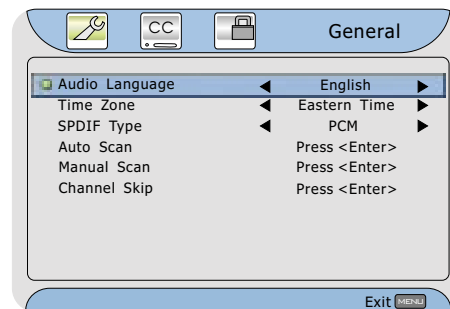 CC
General
Audio Language English
Time Zone Eastern Time
SPDIF Type PCM
Auto Scan Press <Enter>
Manual Scan Press <Enter>
Channel Skip Press <Enter>
Exit MENU